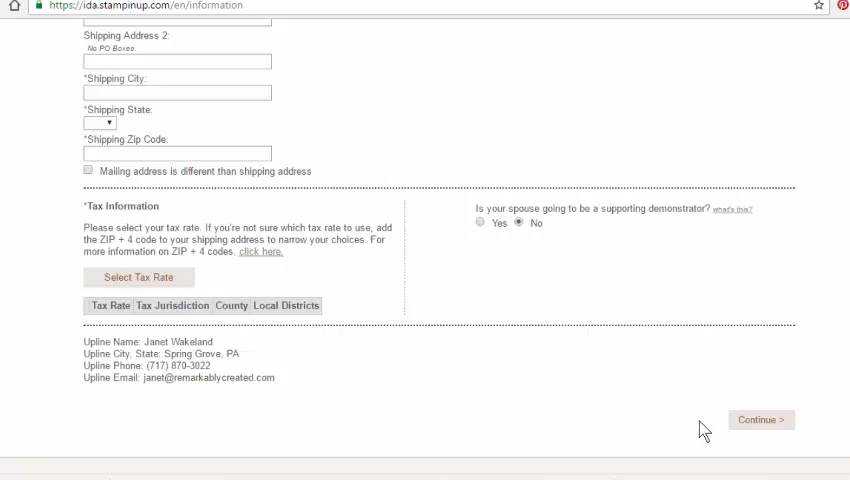 https://ida.stampinup.com/en/information
Shipping Address 2:
No PO Boxes.
*Shipping City:
*Shipping State:
*Shipping Zip Code:
Mailing address is different than shipping address
*Tax Information
Please select your tax rate. If you're not sure which tax rate to use, add
the ZIP + 4 code to your shipping address to narrow your choices. For
more information on ZIP + 4 codes, click here.
Select Tax Rate
Tax Rate Tax Jurisdiction County Local Districts
Is your spouse going to be a supporting demonstrator? what's this?
Yes No
Upline Name: Janet Wakeland
Upline City, State: Spring Grove, PA
Upline Phone: (717) 870-3022
Upline Email: janet@remarkablycreated.com
Continue >